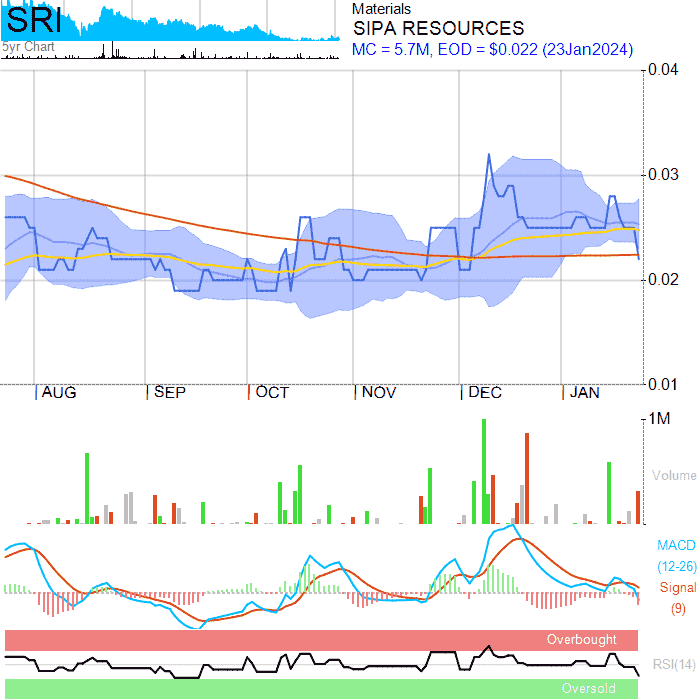 SRI
5yr Chart
Materials
SIPA RESOURCES
MC = 5.7M, EOD = $0.022 (23Jan2024)
0.04
0.03
0.02
0.01
AUG SEP OCT NOV DEC JAN
1M
Volume
MACD
(12-26)
Signal
(9)
Overbought
RSI(14)
Oversold